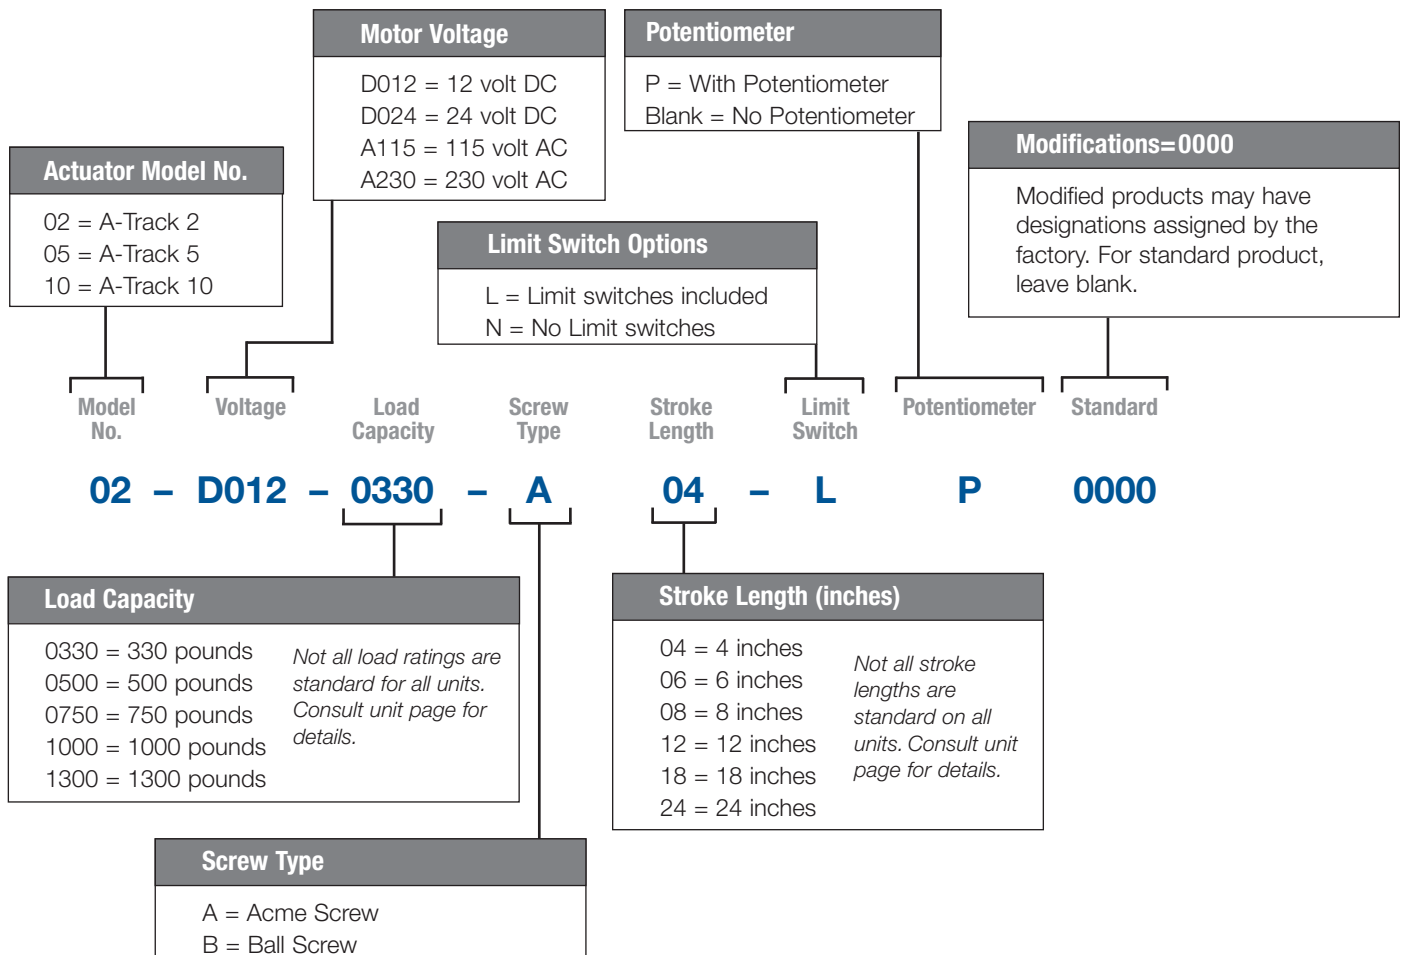 Motor Voltage
D012 = 12 volt DC
D024 = 24 volt DC
A115 = 115 volt AC
A230 = 230 volt AC
Potentiometer
P = With Potentiometer
Blank = No Potentiometer
Modifications=0000
Modified products may have
designations assigned by the
factory. For standard product,
leave blank.
Actuator Model No.
02 = A-Track 2
05 = A-Track 5
10 = A-Track 10
Limit Switch Options
L = Limit switches included
N = No Limit switches
Model
No.
Voltage
Load
Capacity
Screw
Type
Stroke
Length
Limit
Switch
Potentiometer
Standard
02 – D012 – 0330 – A 04 – L P 0000
Load Capacity
0330 = 330 pounds
0500 = 500 pounds
0750 = 750 pounds
1000 = 1000 pounds
1300 = 1300 pounds
Not all load ratings are
standard for all units.
Consult unit page for
details.
Stroke Length (inches)
04 = 4 inches
06 = 6 inches
08 = 8 inches
12 = 12 inches
18 = 18 inches
24 = 24 inches
Not all stroke
lengths are
standard on all
units. Consult unit
page for details.
Screw Type
A = Acme Screw
B = Ball Screw